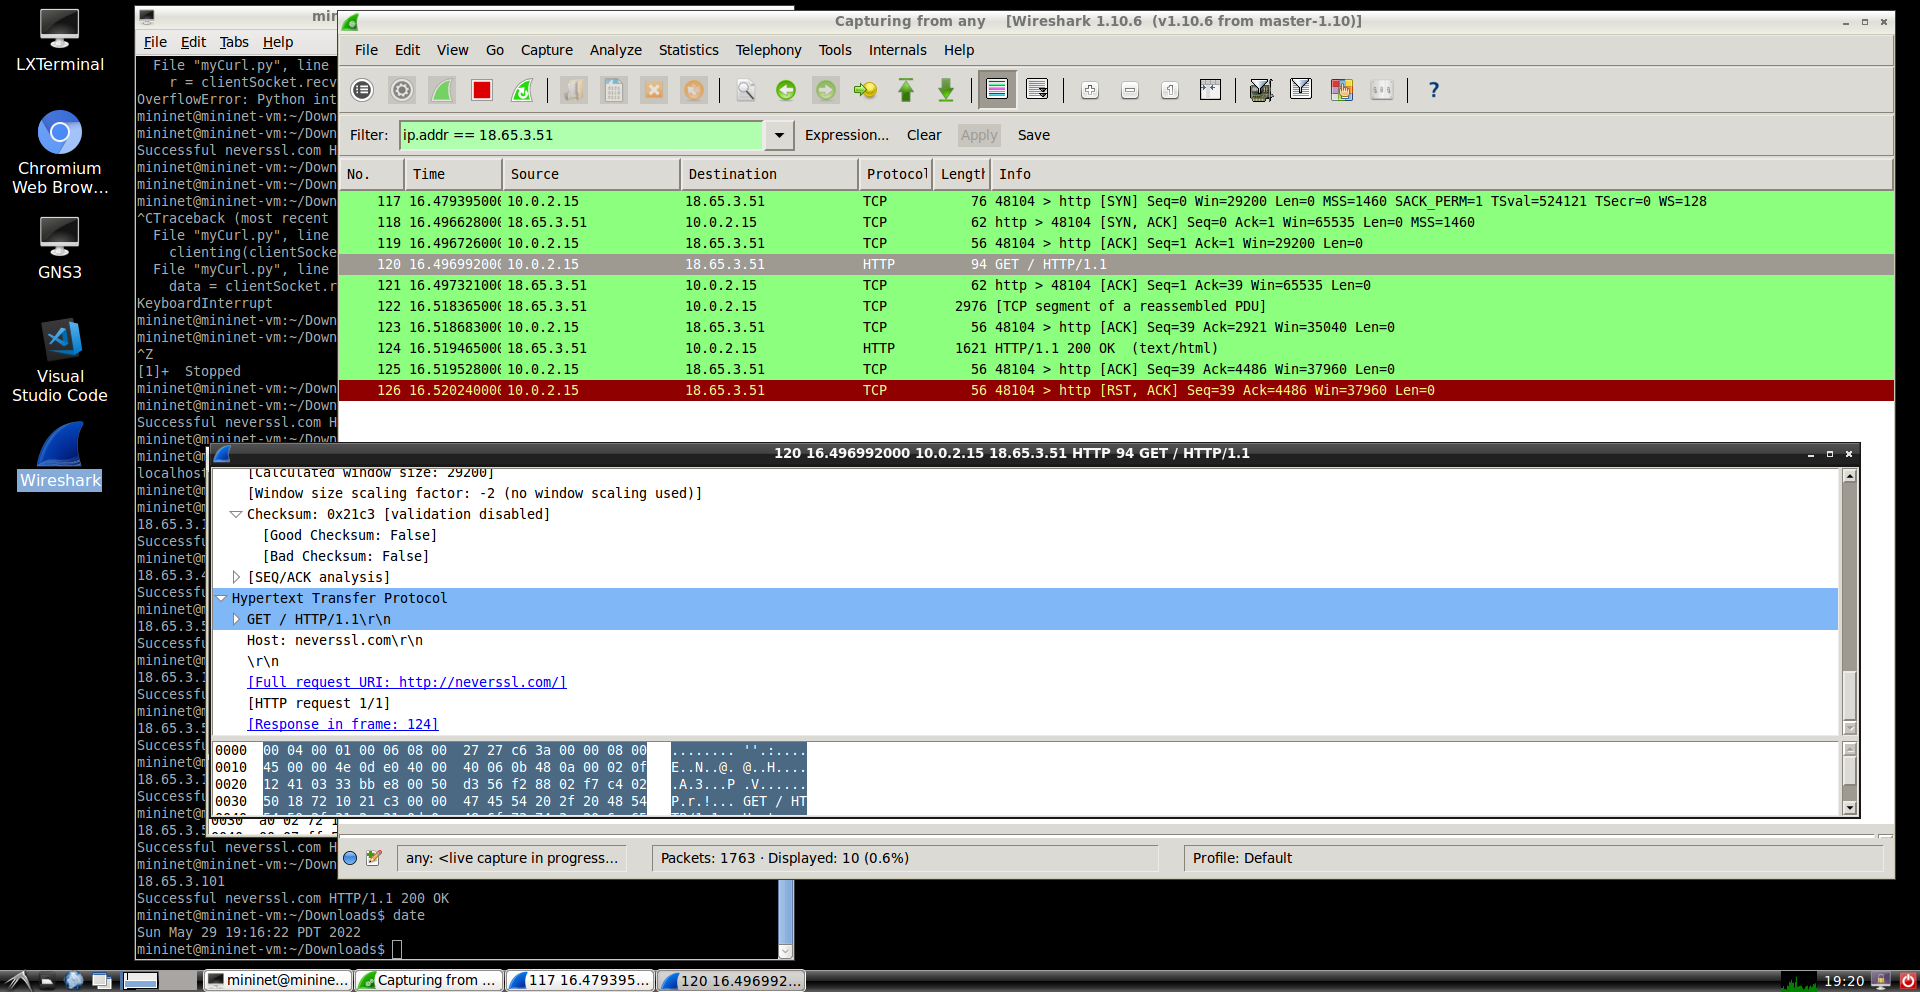 LXTerminal
Chromium
Web Brow...
GNS3
Visual
Studio Code
Wireshark
File Edit Tabs Help
File "myCurl.py", line
r = clientSocket.recv
OverflowError: Python int
mininet@mininet-vm:~/Down
mininet@mininet-vm:~/Down
Successful neverssl.com H
mininet@mininet-vm:~/Down
mininet@mininet-vm:~/Down
mininet@mininet-vm:~/Down
^CTraceback (most recent
File "myCurl.py", line
clienting(clientSocke
File "myCurl.py", line
data = clientSocket.r
KeyboardInterrupt
mininet@mininet-vm:~/Down
mininet@mininet-vm:~/Down
^Z
[1]+  Stopped
mininet@mininet-vm:~/Down
mininet@mininet-vm:~/Down
Successful neverssl.com H
mininet@mininet-vm:~/Down
Successful neverssl.com H
mininet@mininet-vm:~/Down
18.65.3.101
Successful neverssl.com HTTP/1.1 200 OK
mininet@mininet-vm:~/Downloads$ date
Sun May 29 19:16:22 PDT 2022
mininet@mininet-vm:~/Downloads$
Capturing from any [Wireshark 1.10.6 (v1.10.6 from master-1.10)]
File Edit View Go Capture Analyze Statistics Telephony Tools Internals Help
Filter: ip.addr == 18.65.3.51 Expression... Clear Apply Save
No. Time Source Destination Protocol Length Info
117 16.479395000 10.0.2.15 18.65.3.51 TCP 76 48104 > http [SYN] Seq=0 Win=29200 Len=0 MSS=1460 SACK_PERM=1 TSval=524121 TSecr=0 WS=128
118 16.496628000 18.65.3.51 10.0.2.15 TCP 62 http > 48104 [SYN, ACK] Seq=0 Ack=1 Win=65535 Len=0 MSS=1460
119 16.496726000 10.0.2.15 18.65.3.51 TCP 56 48104 > http [ACK] Seq=1 Ack=1 Win=29200 Len=0
120 16.496992000 10.0.2.15 18.65.3.51 HTTP 94 GET / HTTP/1.1
121 16.497321000 18.65.3.51 10.0.2.15 TCP 62 http > 48104 [ACK] Seq=1 Ack=39 Win=65535 Len=0
122 16.518365000 18.65.3.51 10.0.2.15 TCP 2976 [TCP segment of a reassembled PDU]
123 16.518683000 10.0.2.15 18.65.3.51 TCP 56 48104 > http [ACK] Seq=39 Ack=2921 Win=35040 Len=0
124 16.519465000 18.65.3.51 10.0.2.15 HTTP 1621 HTTP/1.1 200 OK  (text/html)
125 16.519528000 10.0.2.15 18.65.3.51 TCP 56 48104 > http [ACK] Seq=39 Ack=4486 Win=37960 Len=0
126 16.520240000 10.0.2.15 18.65.3.51 TCP 56 48104 > http [RST, ACK] Seq=39 Ack=4486 Win=37960 Len=0
120 16.496992000 10.0.2.15 18.65.3.51 HTTP 94 GET / HTTP/1.1
[Calculated window size: 29200]
[Window size scaling factor: -2 (no window scaling used)]
Checksum: 0x21c3 [validation disabled]
[Good Checksum: False]
[Bad Checksum: False]
[SEQ/ACK analysis]
Hypertext Transfer Protocol
GET / HTTP/1.1\r\n
Host: neverssl.com\r\n
\r\n
[Full request URI: http://neverssl.com/]
[HTTP request 1/1]
[Response in frame: 124]
0000 00 04 00 01 00 06 08 00 27 27 c6 3a 00 00 08 00 ........ ''.:....
0010 45 00 00 4e 0d e0 40 00 40 06 0b 48 0a 00 02 0f E..N..@. @..H....
0020 12 41 03 33 bb e8 00 50 d3 56 f2 88 02 f7 c4 02 .A.3...P .V......
0030 50 18 72 10 21 c3 00 00 47 45 54 20 2f 20 48 54 P.r.!... GET / HT
any: <live capture in progress... Packets: 1763 · Displayed: 10 (0.6%) Profile: Default
mininet@minine... Capturing from ... 117 16.479395... 120 16.496992... 19:20